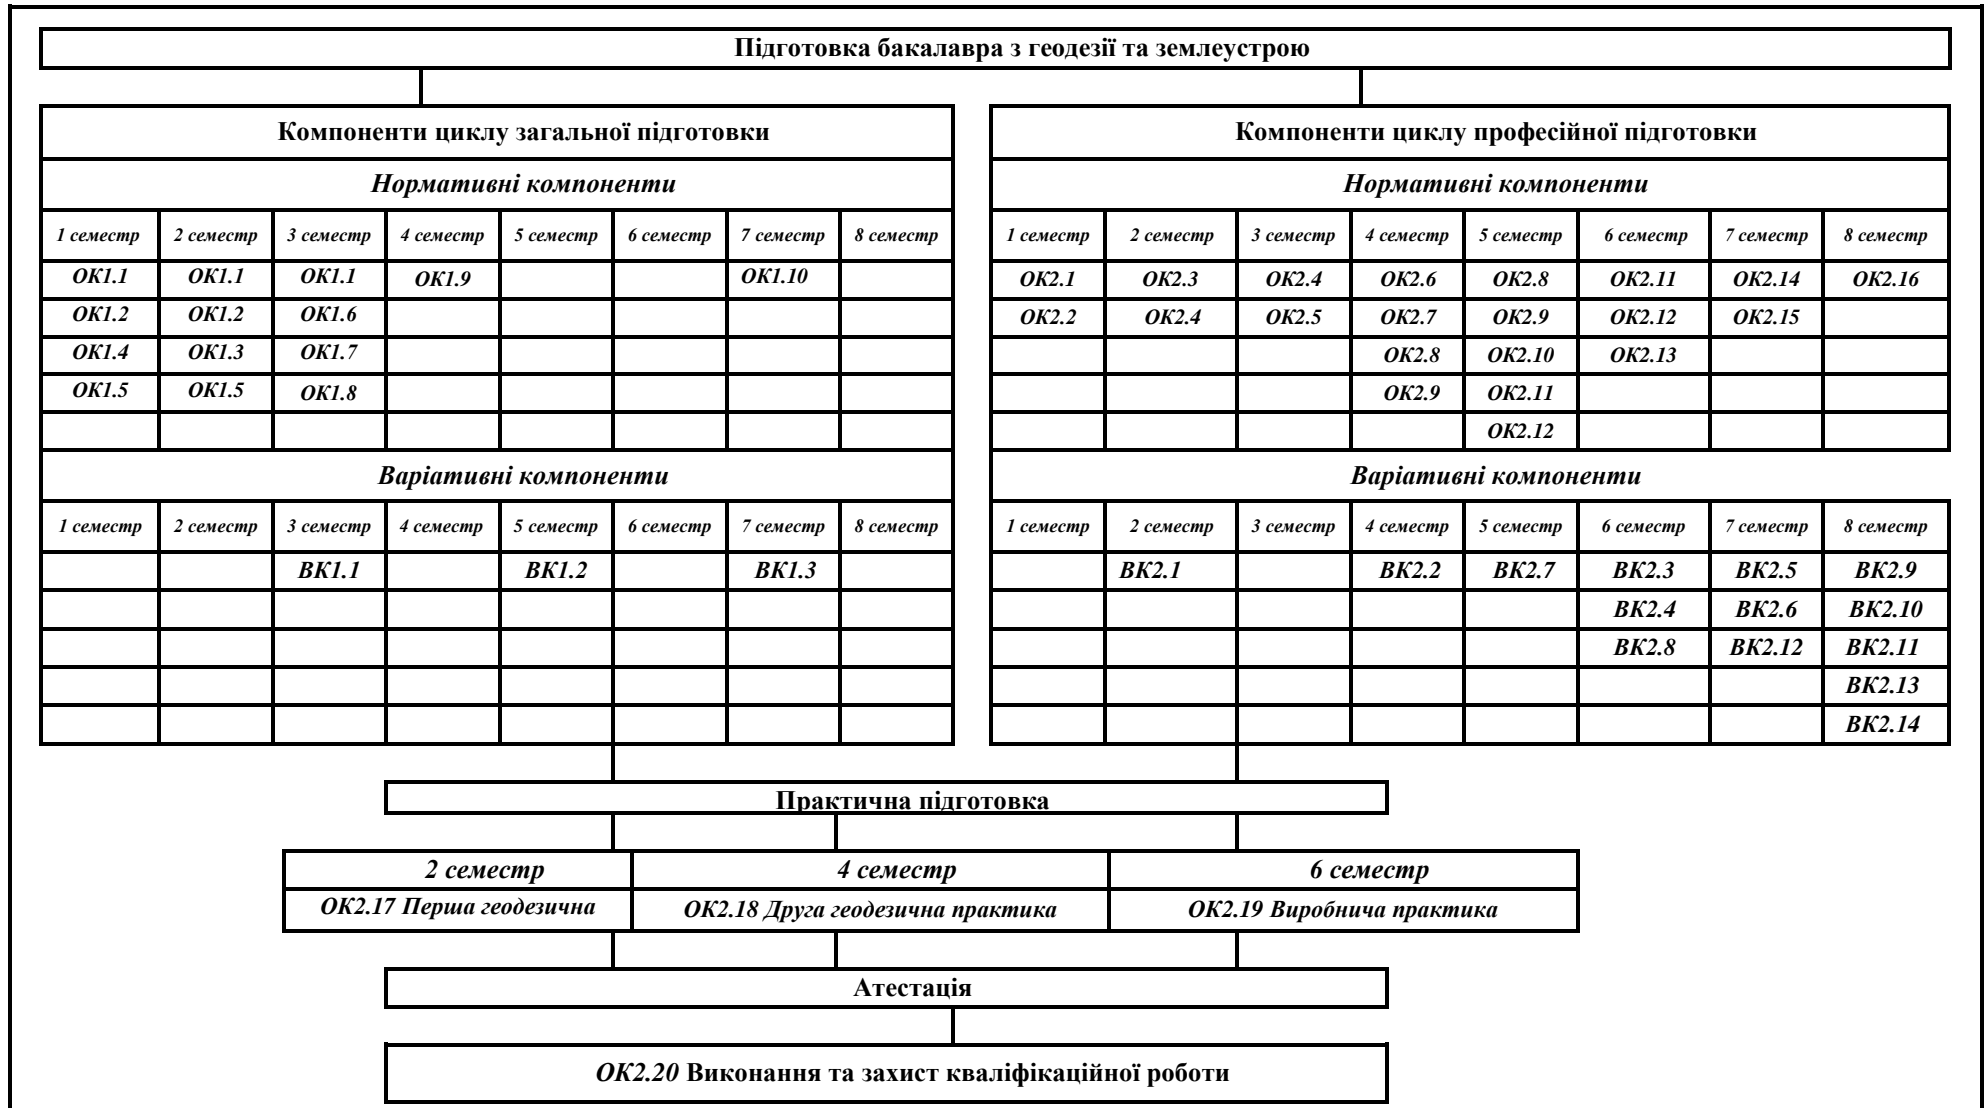 Підготовка бакалавра з геодезії та землеустрою
Компоненти циклу загальної підготовки
Нормативні компоненти
1 семестр 2 семестр 3 семестр 4 семестр 5 семестр 6 семестр 7 семестр 8 семестр
ОК1.1 ОК1.1 ОК1.1 ОК1.9 ОК1.10
ОК1.2 ОК1.2 ОК1.6
ОК1.4 ОК1.3 ОК1.7
ОК1.5 ОК1.5 ОК1.8
Варіативні компоненти
1 семестр 2 семестр 3 семестр 4 семестр 5 семестр 6 семестр 7 семестр 8 семестр
ВК1.1 ВК1.2 ВК1.3
Компоненти циклу професійної підготовки
Нормативні компоненти
1 семестр 2 семестр 3 семестр 4 семестр 5 семестр 6 семестр 7 семестр 8 семестр
ОК2.1 ОК2.3 ОК2.4 ОК2.6 ОК2.8 ОК2.11 ОК2.14 ОК2.16
ОК2.2 ОК2.4 ОК2.5 ОК2.7 ОК2.9 ОК2.12 ОК2.15
ОК2.8 ОК2.10 ОК2.13
ОК2.9 ОК2.11
ОК2.12
Варіативні компоненти
1 семестр 2 семестр 3 семестр 4 семестр 5 семестр 6 семестр 7 семестр 8 семестр
ВК2.1 ВК2.2 ВК2.7 ВК2.3 ВК2.5 ВК2.9
ВК2.4 ВК2.6 ВК2.10
ВК2.8 ВК2.12 ВК2.11
ВК2.13
ВК2.14
Практична підготовка
2 семестр 4 семестр 6 семестр
ОК2.17 Перша геодезична ОК2.18 Друга геодезична практика ОК2.19 Виробнича практика
Атестація
ОК2.20 Виконання та захист кваліфікаційної роботи